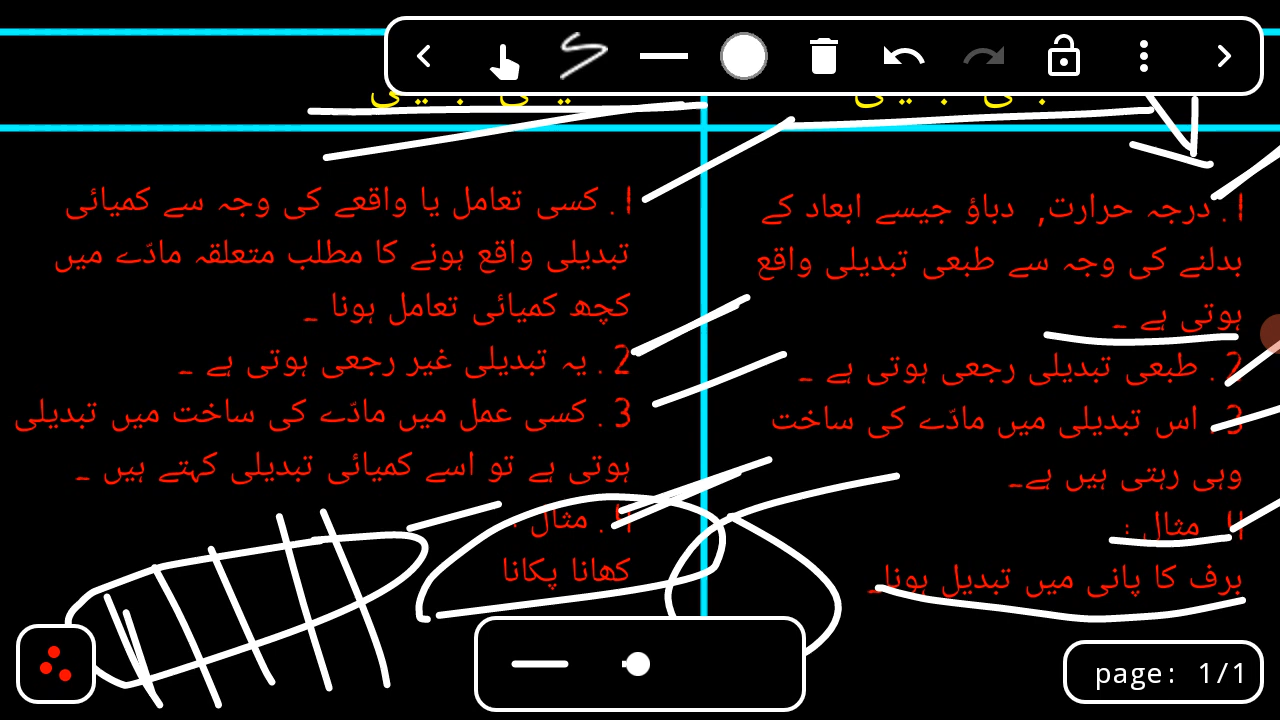 1. درجہ حرارت, دباؤ جیسے ابعاد کے
بدلنے کی وجہ سے طبعی تبدیلی واقع
ہوتی ہے ۔
2. طبعی تبدیلی رجعی ہوتی ہے ۔
3. اس تبدیلی میں مادّے کی ساخت
وہی رہتی ہیں ہے۔
4. مثال :
برف کا پانی میں تبدیل ہونا۔
1. کسی تعامل یا واقعے کی وجہ سے کمیائی
تبدیلی واقع ہونے کا مطلب متعلقہ مادّے میں
کچھ کمیائی تعامل ہونا ۔
2. یہ تبدیلی غیر رجعی ہوتی ہے ۔
3. کسی عمل میں مادّے کی ساخت میں تبدیلی
ہوتی ہے تو اسے کمیائی تبدیلی کہتے ہیں ۔
4. مثال :
کھانا پکانا
page: 1/1